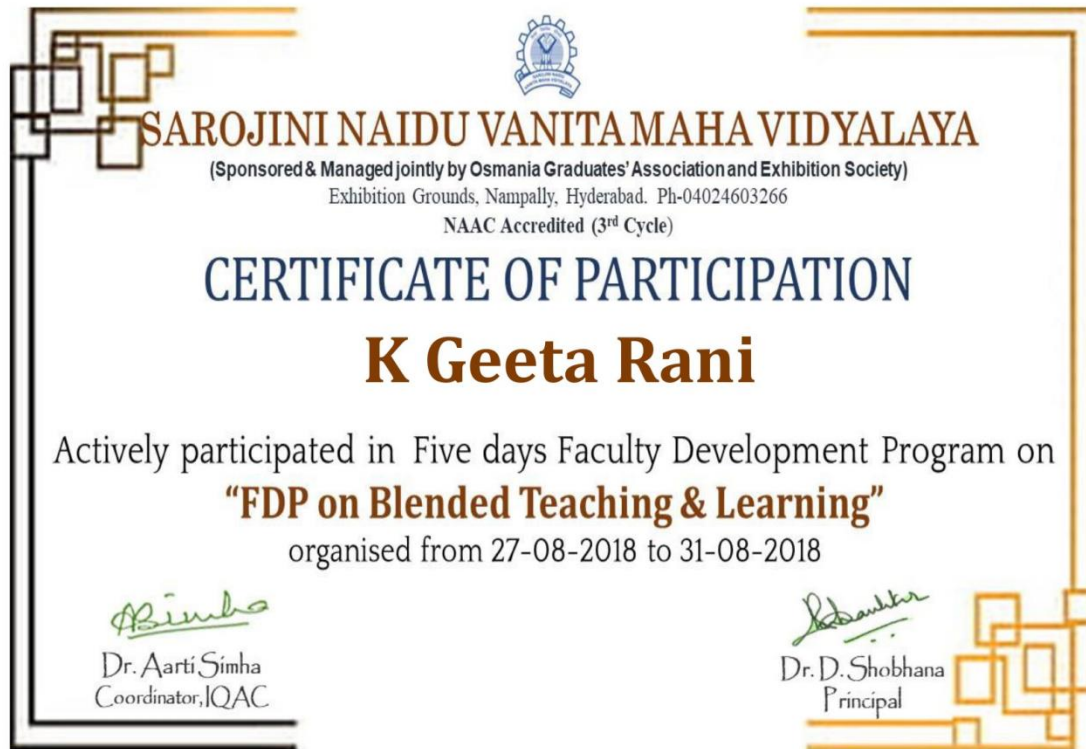 SAROJINI NAIDU VANITA MAHA VIDYALAYA
(Sponsored & Managed jointly by Osmania Graduates' Association and Exhibition Society)
Exhibition Grounds, Nampally, Hyderabad. Ph-04024603266
NAAC Accredited (3rd Cycle)
CERTIFICATE OF PARTICIPATION
K Geeta Rani
Actively participated in Five days Faculty Development Program on
“FDP on Blended Teaching & Learning”
organised from 27-08-2018 to 31-08-2018
Dr. Aarti Simha
Coordinator, IQAC
Dr. D. Shobhana
Principal